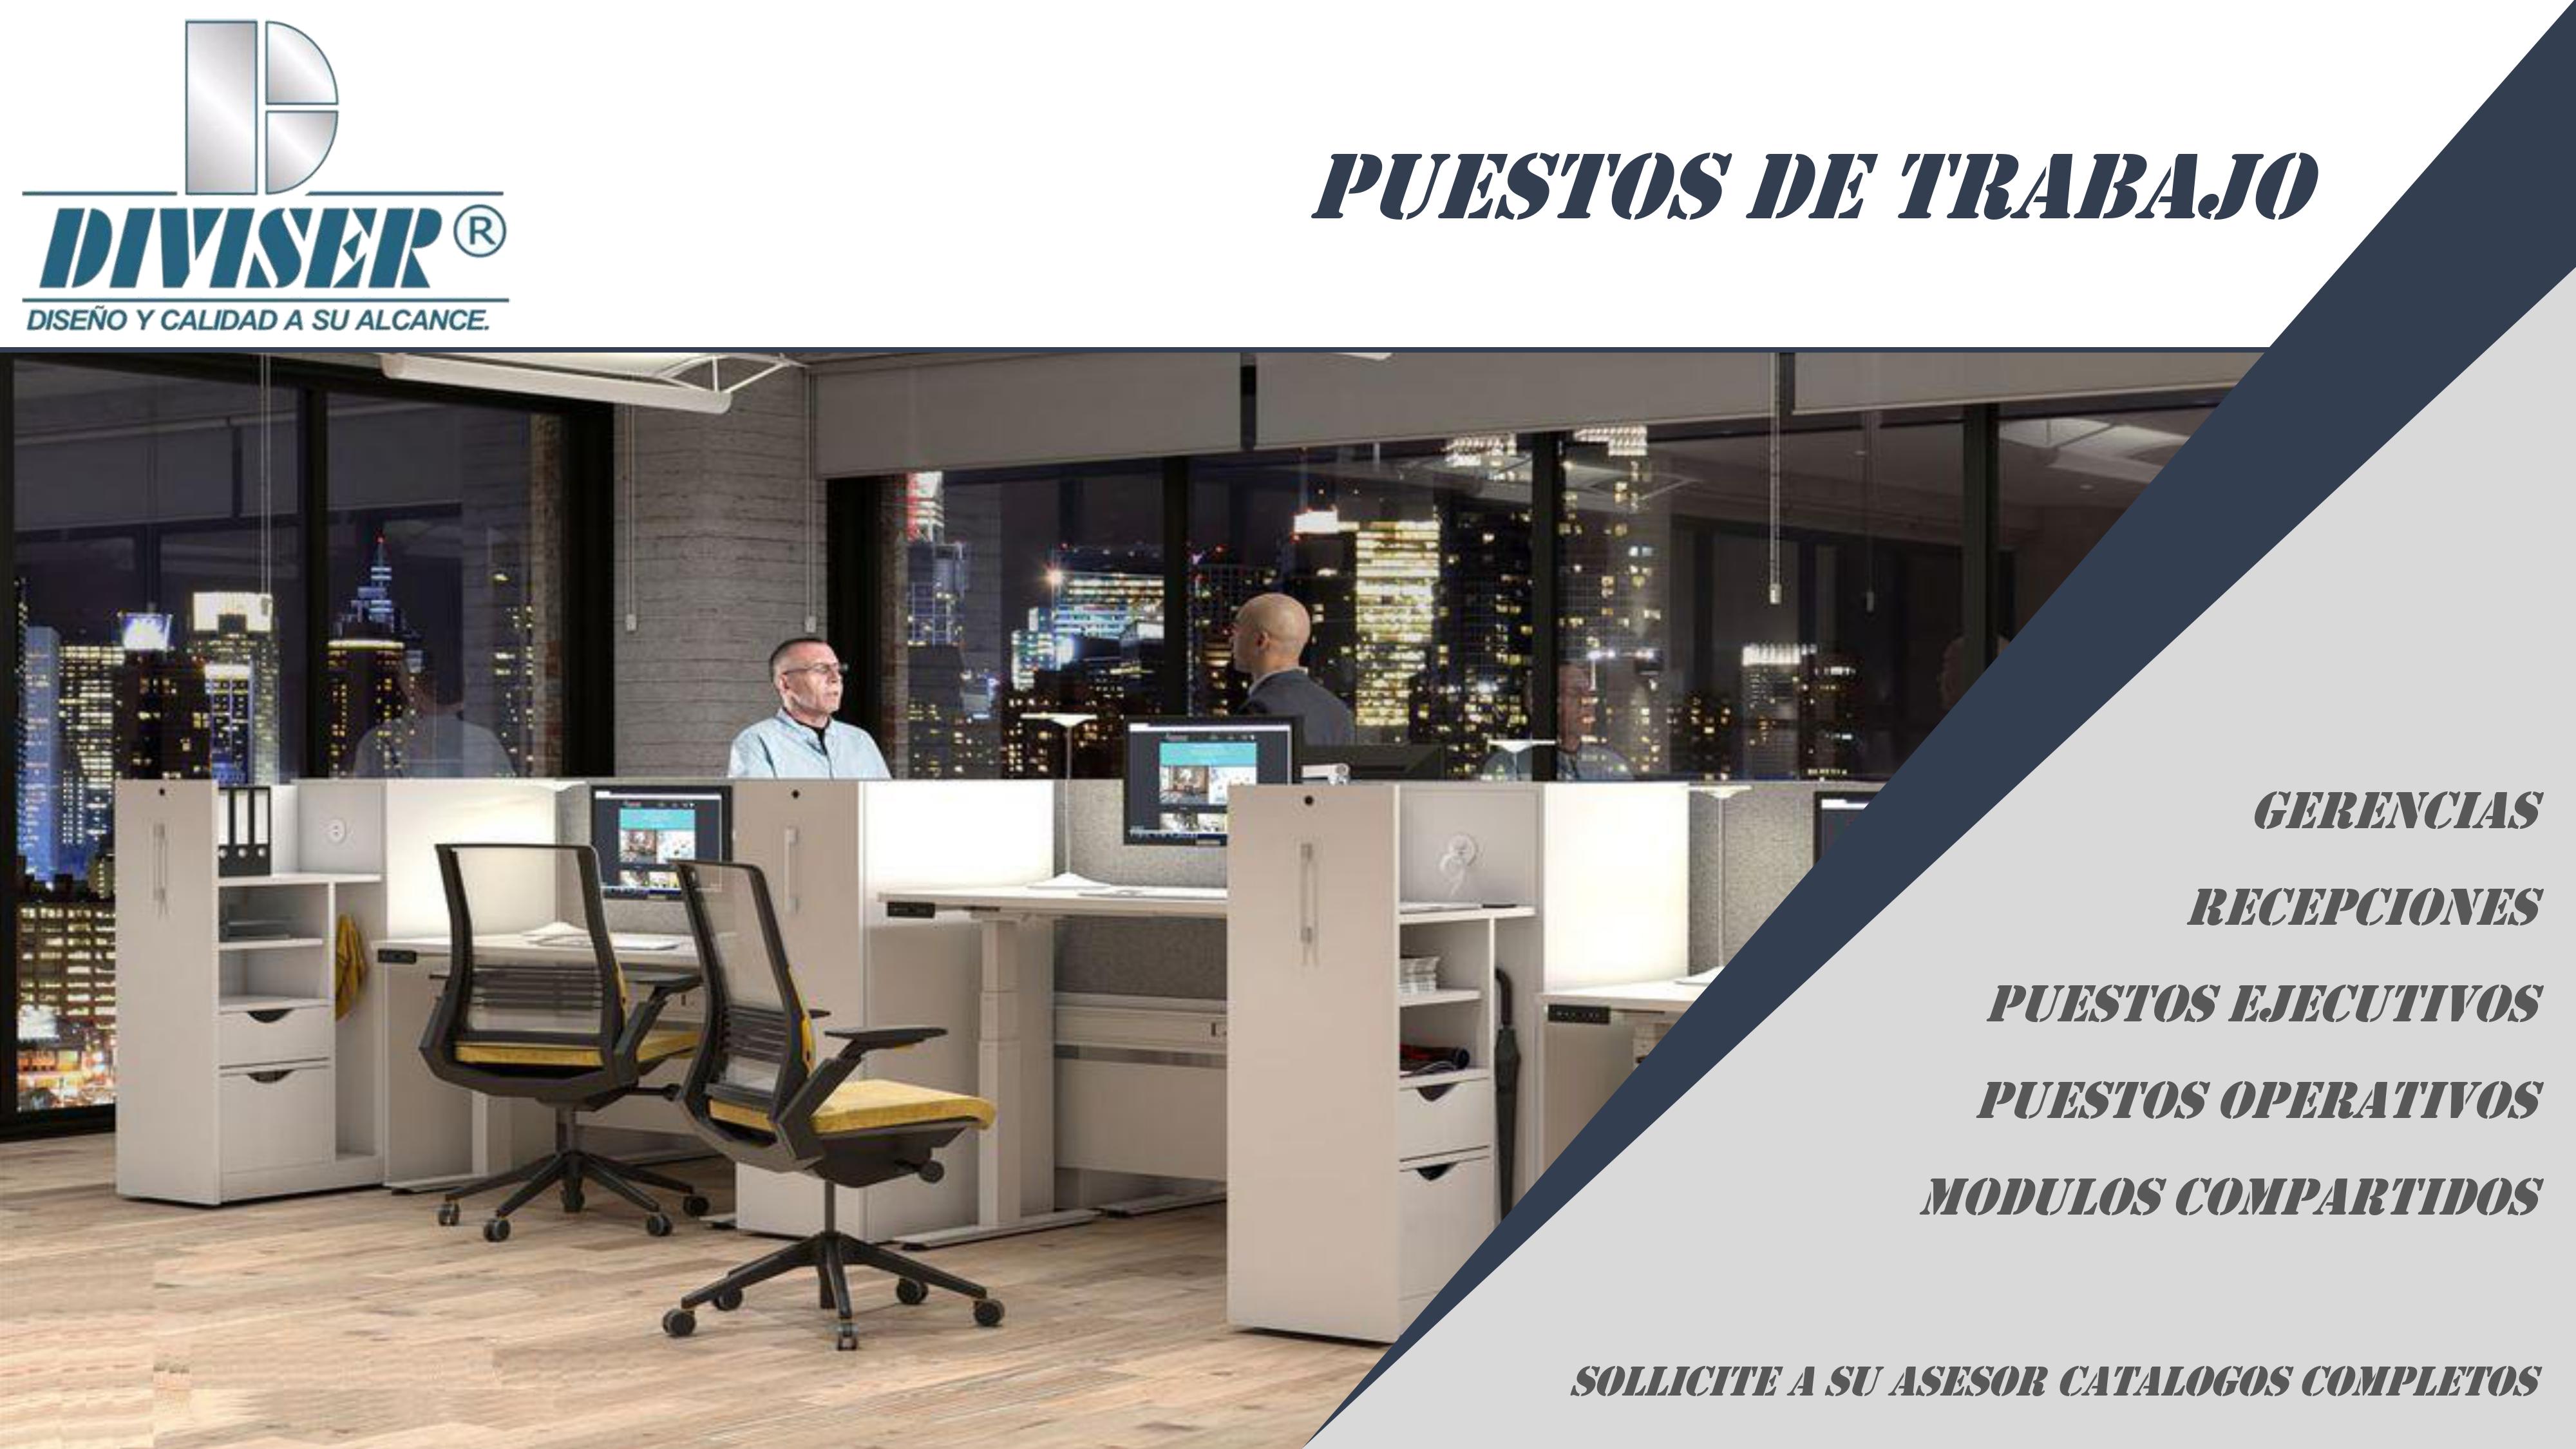 DIVISER®
DISEÑO Y CALIDAD A SU ALCANCE.
PUESTOS DE TRABAJO
GERENCIAS
RECEPCIONES
PUESTOS EJECUTIVOS
PUESTOS OPERATIVOS
MODULOS COMPARTIDOS
SOLLICITE A SU ASESOR CATALOGOS COMPLETOS